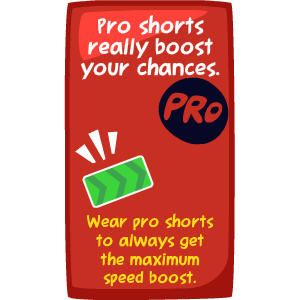 Pro shorts
really boost
your chances.
PRO
Wear pro shorts
to always get
the maximum
speed boost.